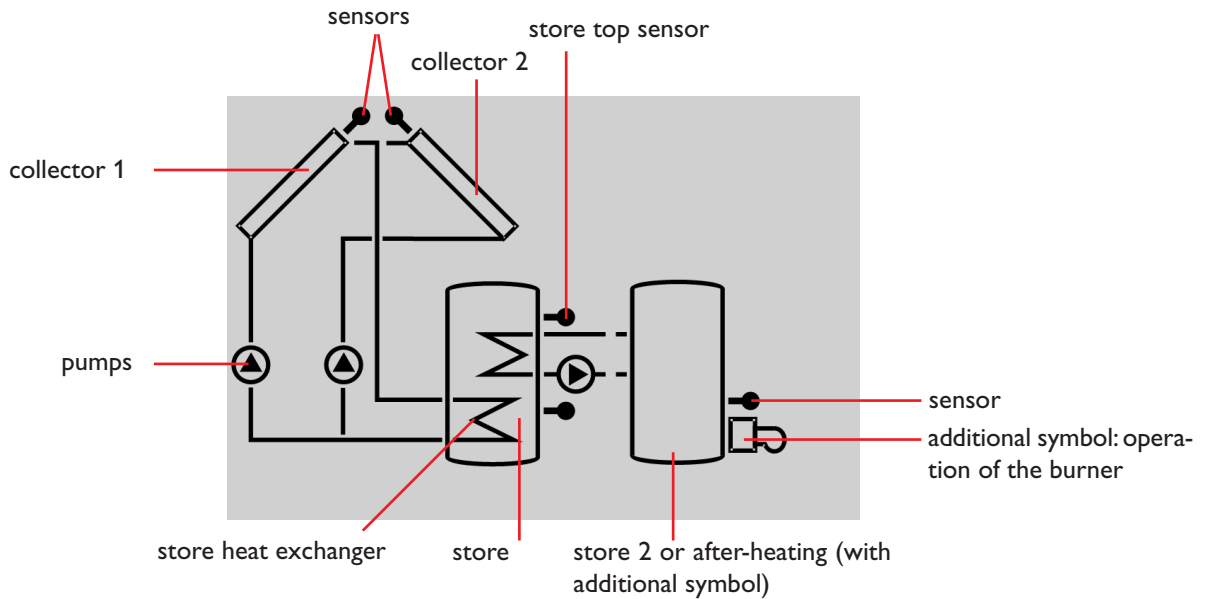 sensors
store top sensor
collector 2
collector 1
pumps
sensor
additional symbol: opera-
tion of the burner
store heat exchanger
store
store 2 or after-heating (with
additional symbol)